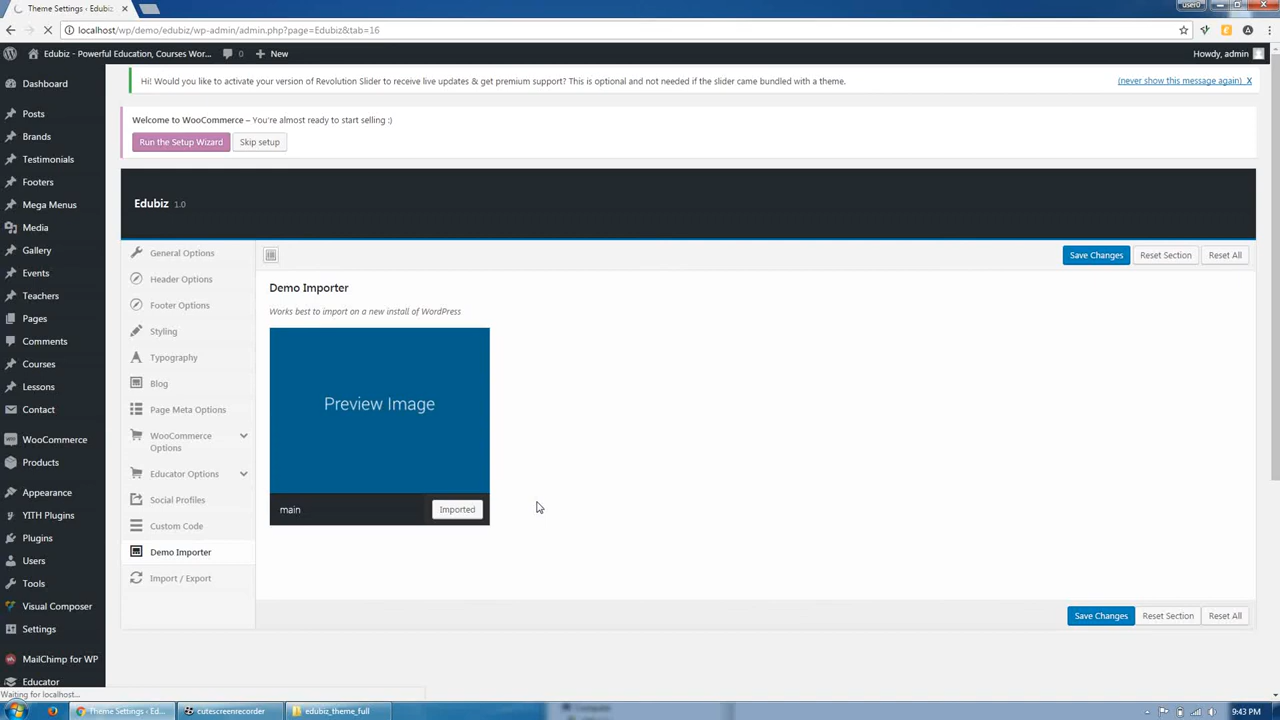 Theme Settings - Edubiz
user0
localhost/wp/demo/edubiz/wp-admin/admin.php?page=Edubiz&tab=16
Edubiz - Powerful Education, Courses Wor...
0
New
Howdy, admin
Dashboard
Posts
Brands
Testimonials
Footers
Mega Menus
Media
Gallery
Events
Teachers
Pages
Comments
Courses
Lessons
Contact
WooCommerce
Products
Appearance
YITH Plugins
Plugins
Users
Tools
Visual Composer
Settings
MailChimp for WP
Educator
Hi! Would you like to activate your version of Revolution Slider to receive live updates & get premium support? This is optional and not needed if the slider came bundled with a theme.
(never show this message again) X
Welcome to WooCommerce – You're almost ready to start selling :)
Run the Setup Wizard
Skip setup
Edubiz 1.0
General Options
Header Options
Footer Options
Styling
Typography
Blog
Page Meta Options
WooCommerce
Options
Educator Options
Social Profiles
Custom Code
Demo Importer
Import / Export
Save Changes
Reset Section
Reset All
Demo Importer
Works best to import on a new install of WordPress
Preview Image
main
Imported
Save Changes
Reset Section
Reset All
Waiting for localhost...
Theme Settings - Ed...
cutescreenrecorder
edubiz_theme_full
9:43 PM